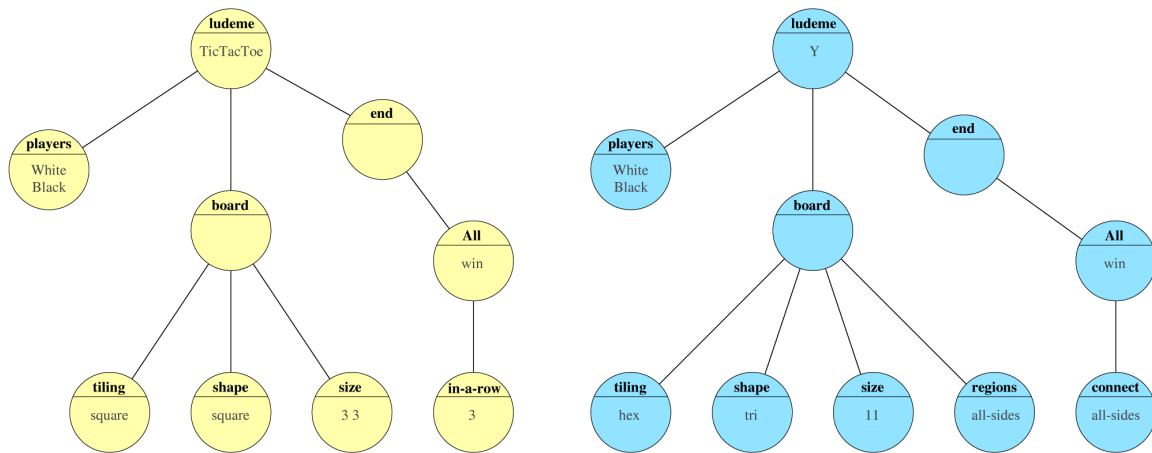 ludeme
TicTacToe
players
White
Black
end
board
All
win
tiling
square
shape
square
size
3 3
in-a-row
3
ludeme
Y
players
White
Black
end
board
All
win
tiling
hex
shape
tri
size
11
regions
all-sides
connect
all-sides